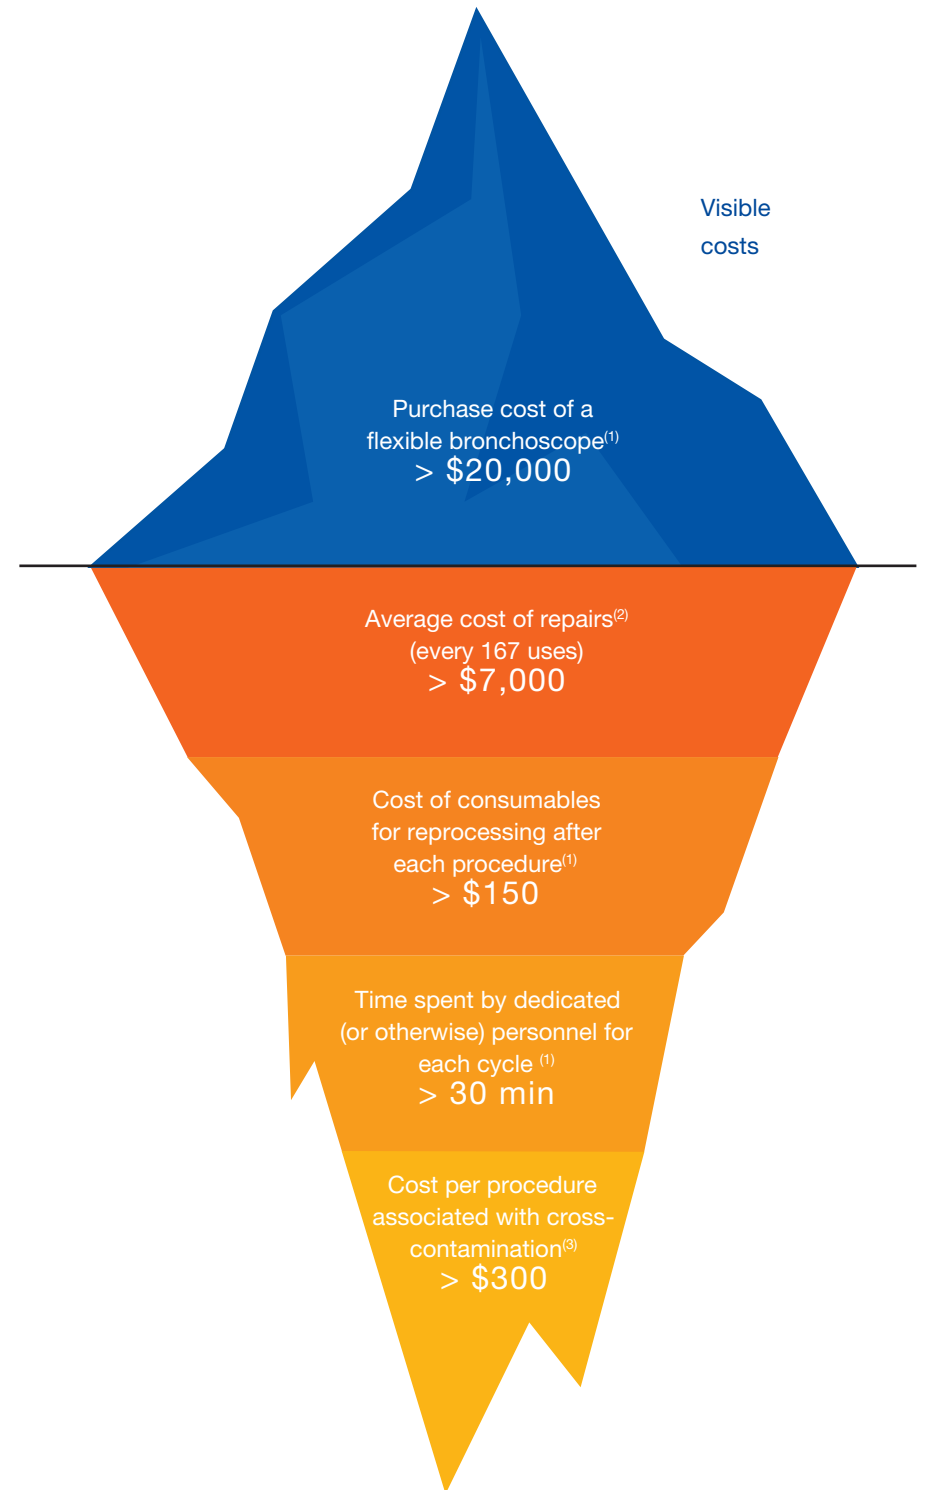 Visible
costs
Purchase cost of a
flexible bronchoscope(1)
> $20,000
Average cost of repairs(2)
(every 167 uses)
> $7,000
Cost of consumables
for reprocessing after
each procedure(1)
> $150
Time spent by dedicated
(or otherwise) personnel for
each cycle (1)
> 30 min
Cost per procedure
associated with cross-
contamination(3)
> $300